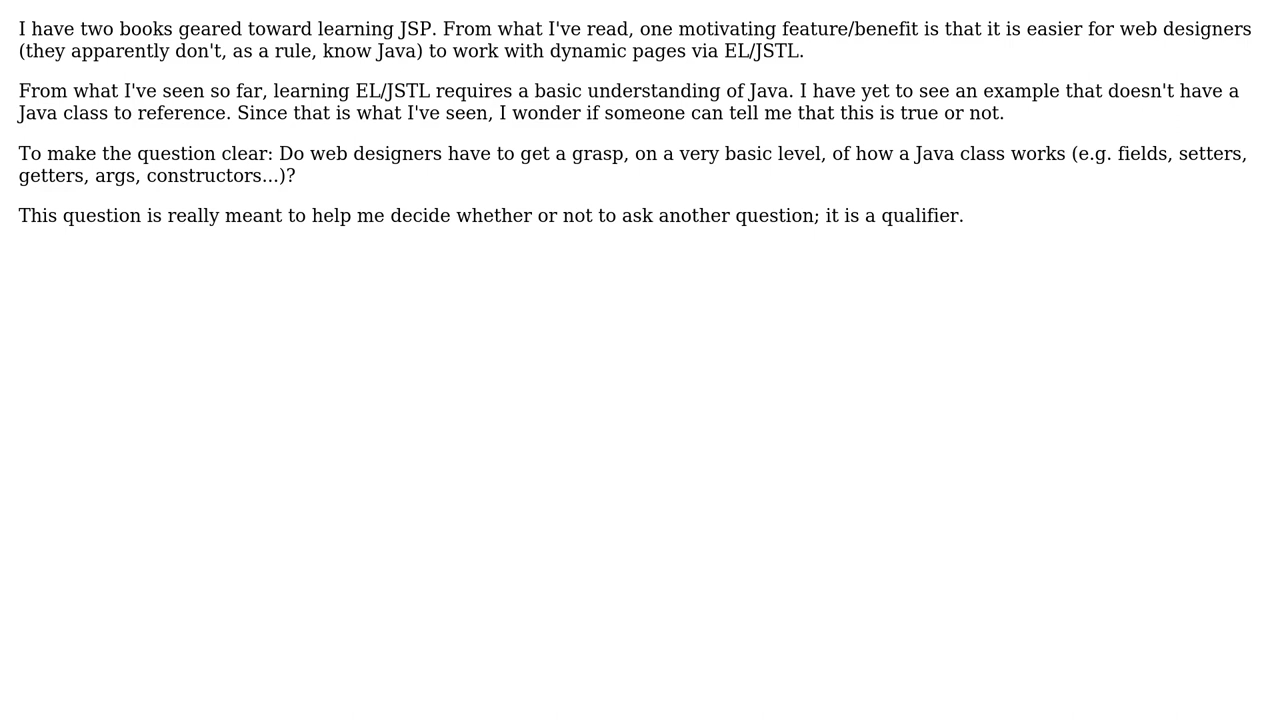 I have two books geared toward learning JSP. From what I've read, one motivating feature/benefit is that it is easier for web designers
(they apparently don't, as a rule, know Java) to work with dynamic pages via EL/JSTL.
From what I've seen so far, learning EL/JSTL requires a basic understanding of Java. I have yet to see an example that doesn't have a
Java class to reference. Since that is what I've seen, I wonder if someone can tell me that this is true or not.
To make the question clear: Do web designers have to get a grasp, on a very basic level, of how a Java class works (e.g. fields, setters,
getters, args, constructors...)?
This question is really meant to help me decide whether or not to ask another question; it is a qualifier.